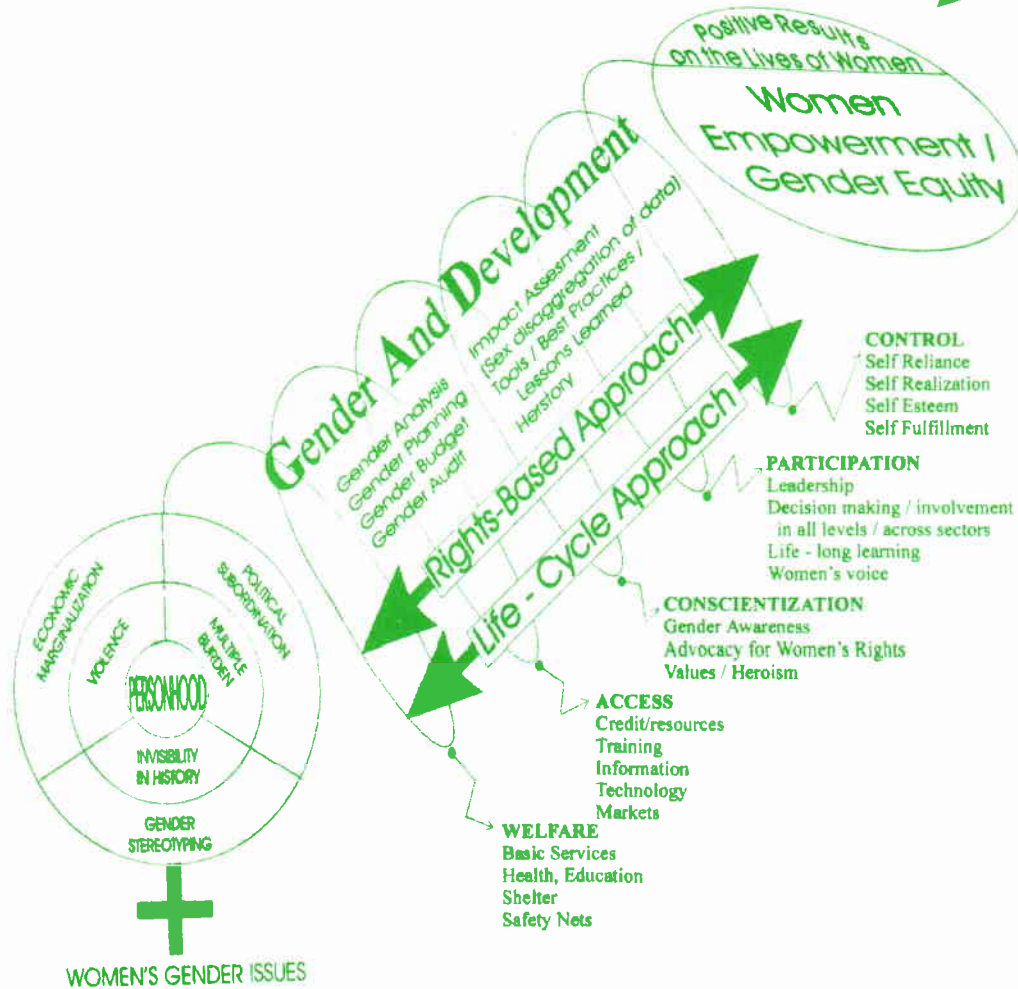 Positive Results
on the Lives of Women
Women
Empowerment /
Gender Equity
Gender And Development
Impact Assesment
(Sex disaggregation of data)
Tools / Best Practices /
Lessons Learned
Herstory
Gender Analysis
Gender Planning
Gender Budget
Gender Audit
Rights-Based Approach
Life - Cycle Approach
CONTROL
Self Reliance
Self Realization
Self Esteem
Self Fulfillment
PARTICIPATION
Leadership
Decision making / involvement
in all levels / across sectors
Life - long learning
Women's voice
CONSCIENTIZATION
Gender Awareness
Advocacy for Women's Rights
Values / Heroism
ACCESS
Credit/resources
Training
Information
Technology
Markets
WELFARE
Basic Services
Health, Education
Shelter
Safety Nets
ECONOMIC
MARGINALIZATION
POLITICAL
SUBORDINATION
VIOLENCE
MULTIPLE
BURDEN
PERSONHOOD
INVISIBILITY
IN HISTORY
GENDER
STEREOTYPING
WOMEN'S GENDER ISSUES